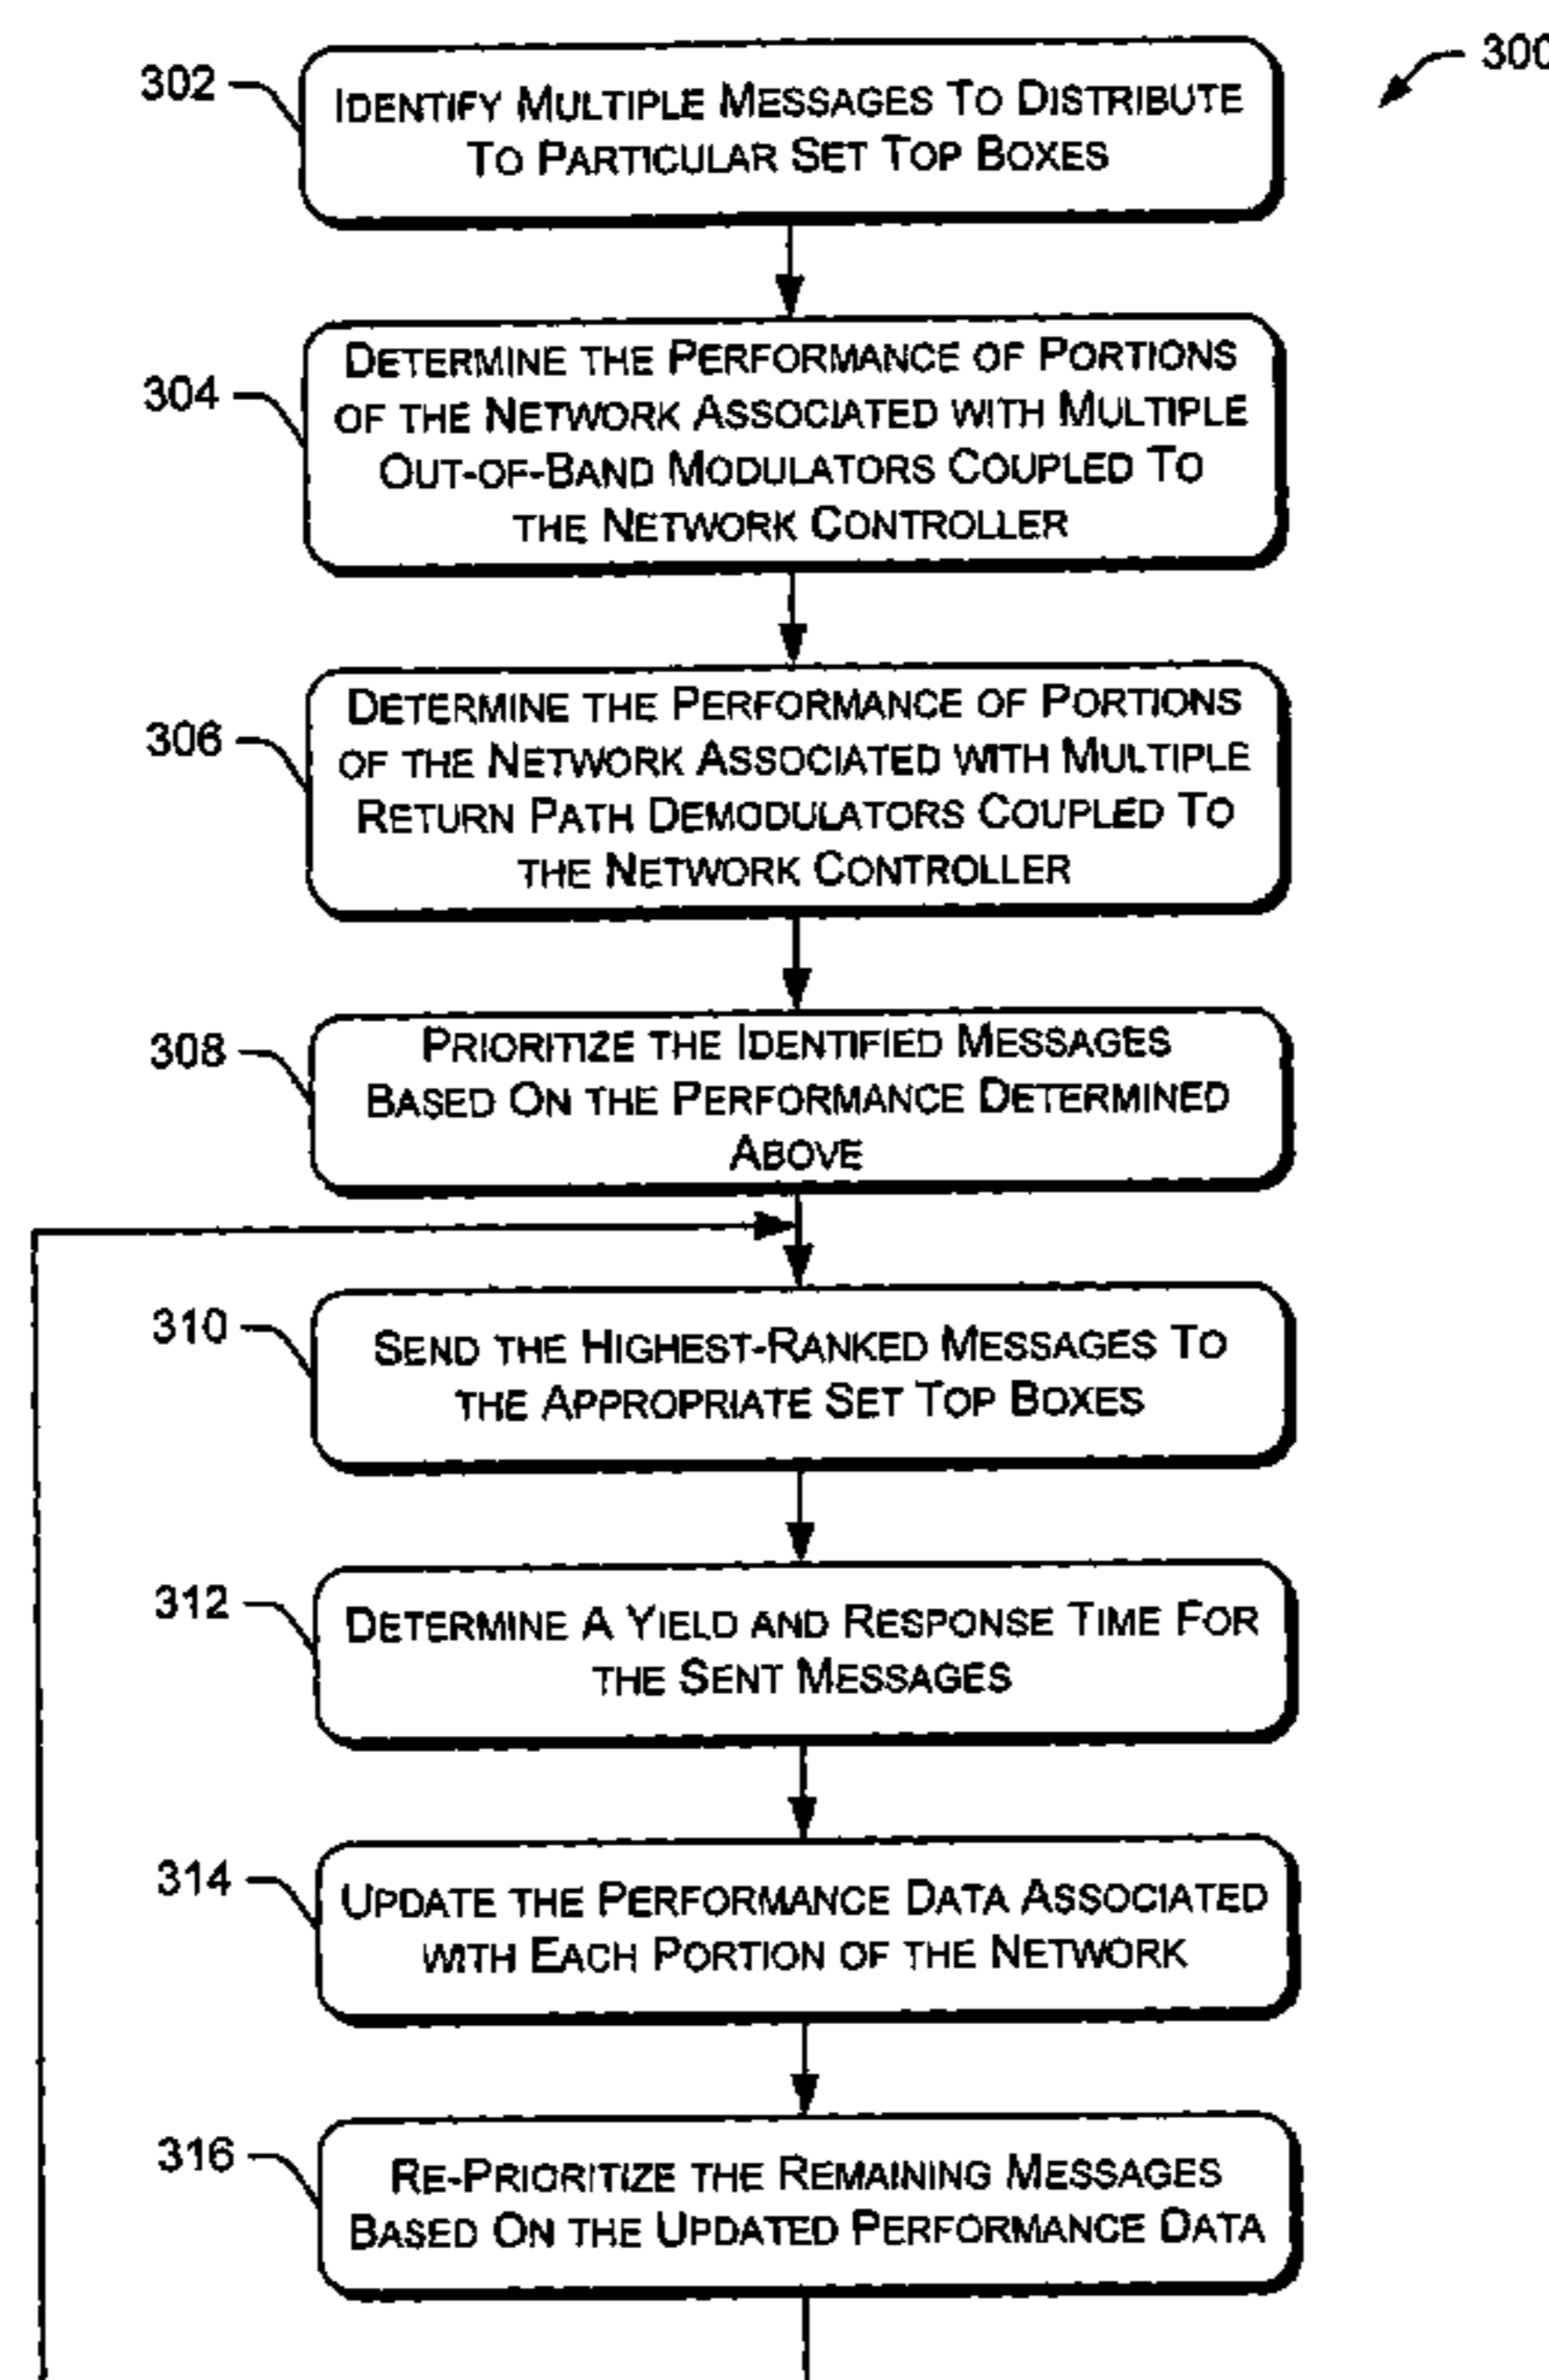 300
302
IDENTIFY MULTIPLE MESSAGES TO DISTRIBUTE
TO PARTICULAR SET TOP BOXES
304
DETERMINE THE PERFORMANCE OF PORTIONS
OF THE NETWORK ASSOCIATED WITH MULTIPLE
OUT-OF-BAND MODULATORS COUPLED TO
THE NETWORK CONTROLLER
306
DETERMINE THE PERFORMANCE OF PORTIONS
OF THE NETWORK ASSOCIATED WITH MULTIPLE
RETURN PATH DEMODULATORS COUPLED TO
THE NETWORK CONTROLLER
308
PRIORITIZE THE IDENTIFIED MESSAGES
BASED ON THE PERFORMANCE DETERMINED
ABOVE
310
SEND THE HIGHEST-RANKED MESSAGES TO
THE APPROPRIATE SET TOP BOXES
312
DETERMINE A YIELD AND RESPONSE TIME FOR
THE SENT MESSAGES
314
UPDATE THE PERFORMANCE DATA ASSOCIATED
WITH EACH PORTION OF THE NETWORK
316
RE-PRIORITIZE THE REMAINING MESSAGES
BASED ON THE UPDATED PERFORMANCE DATA